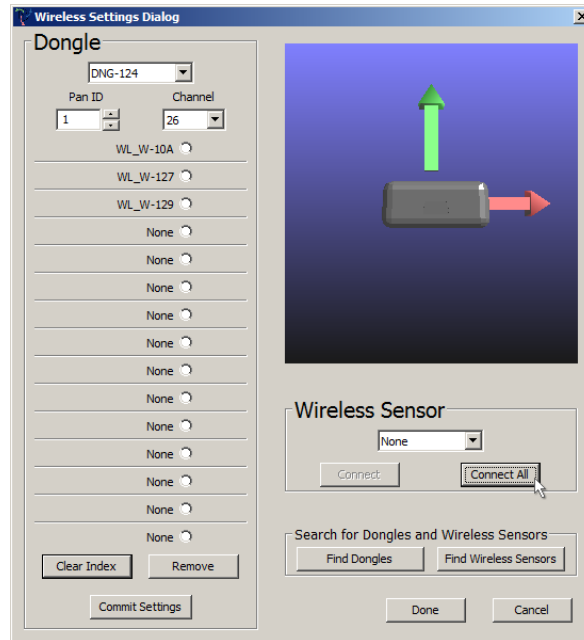 Wireless Settings Dialog
Dongle
DNG-124
Pan ID Channel
1 26
WL_W-10A
WL_W-127
WL_W-129
None
None
None
None
None
None
None
None
None
None
None
None
Clear Index Remove
Commit Settings
Wireless Sensor
None
Connect Connect All
Search for Dongles and Wireless Sensors
Find Dongles Find Wireless Sensors
Done Cancel